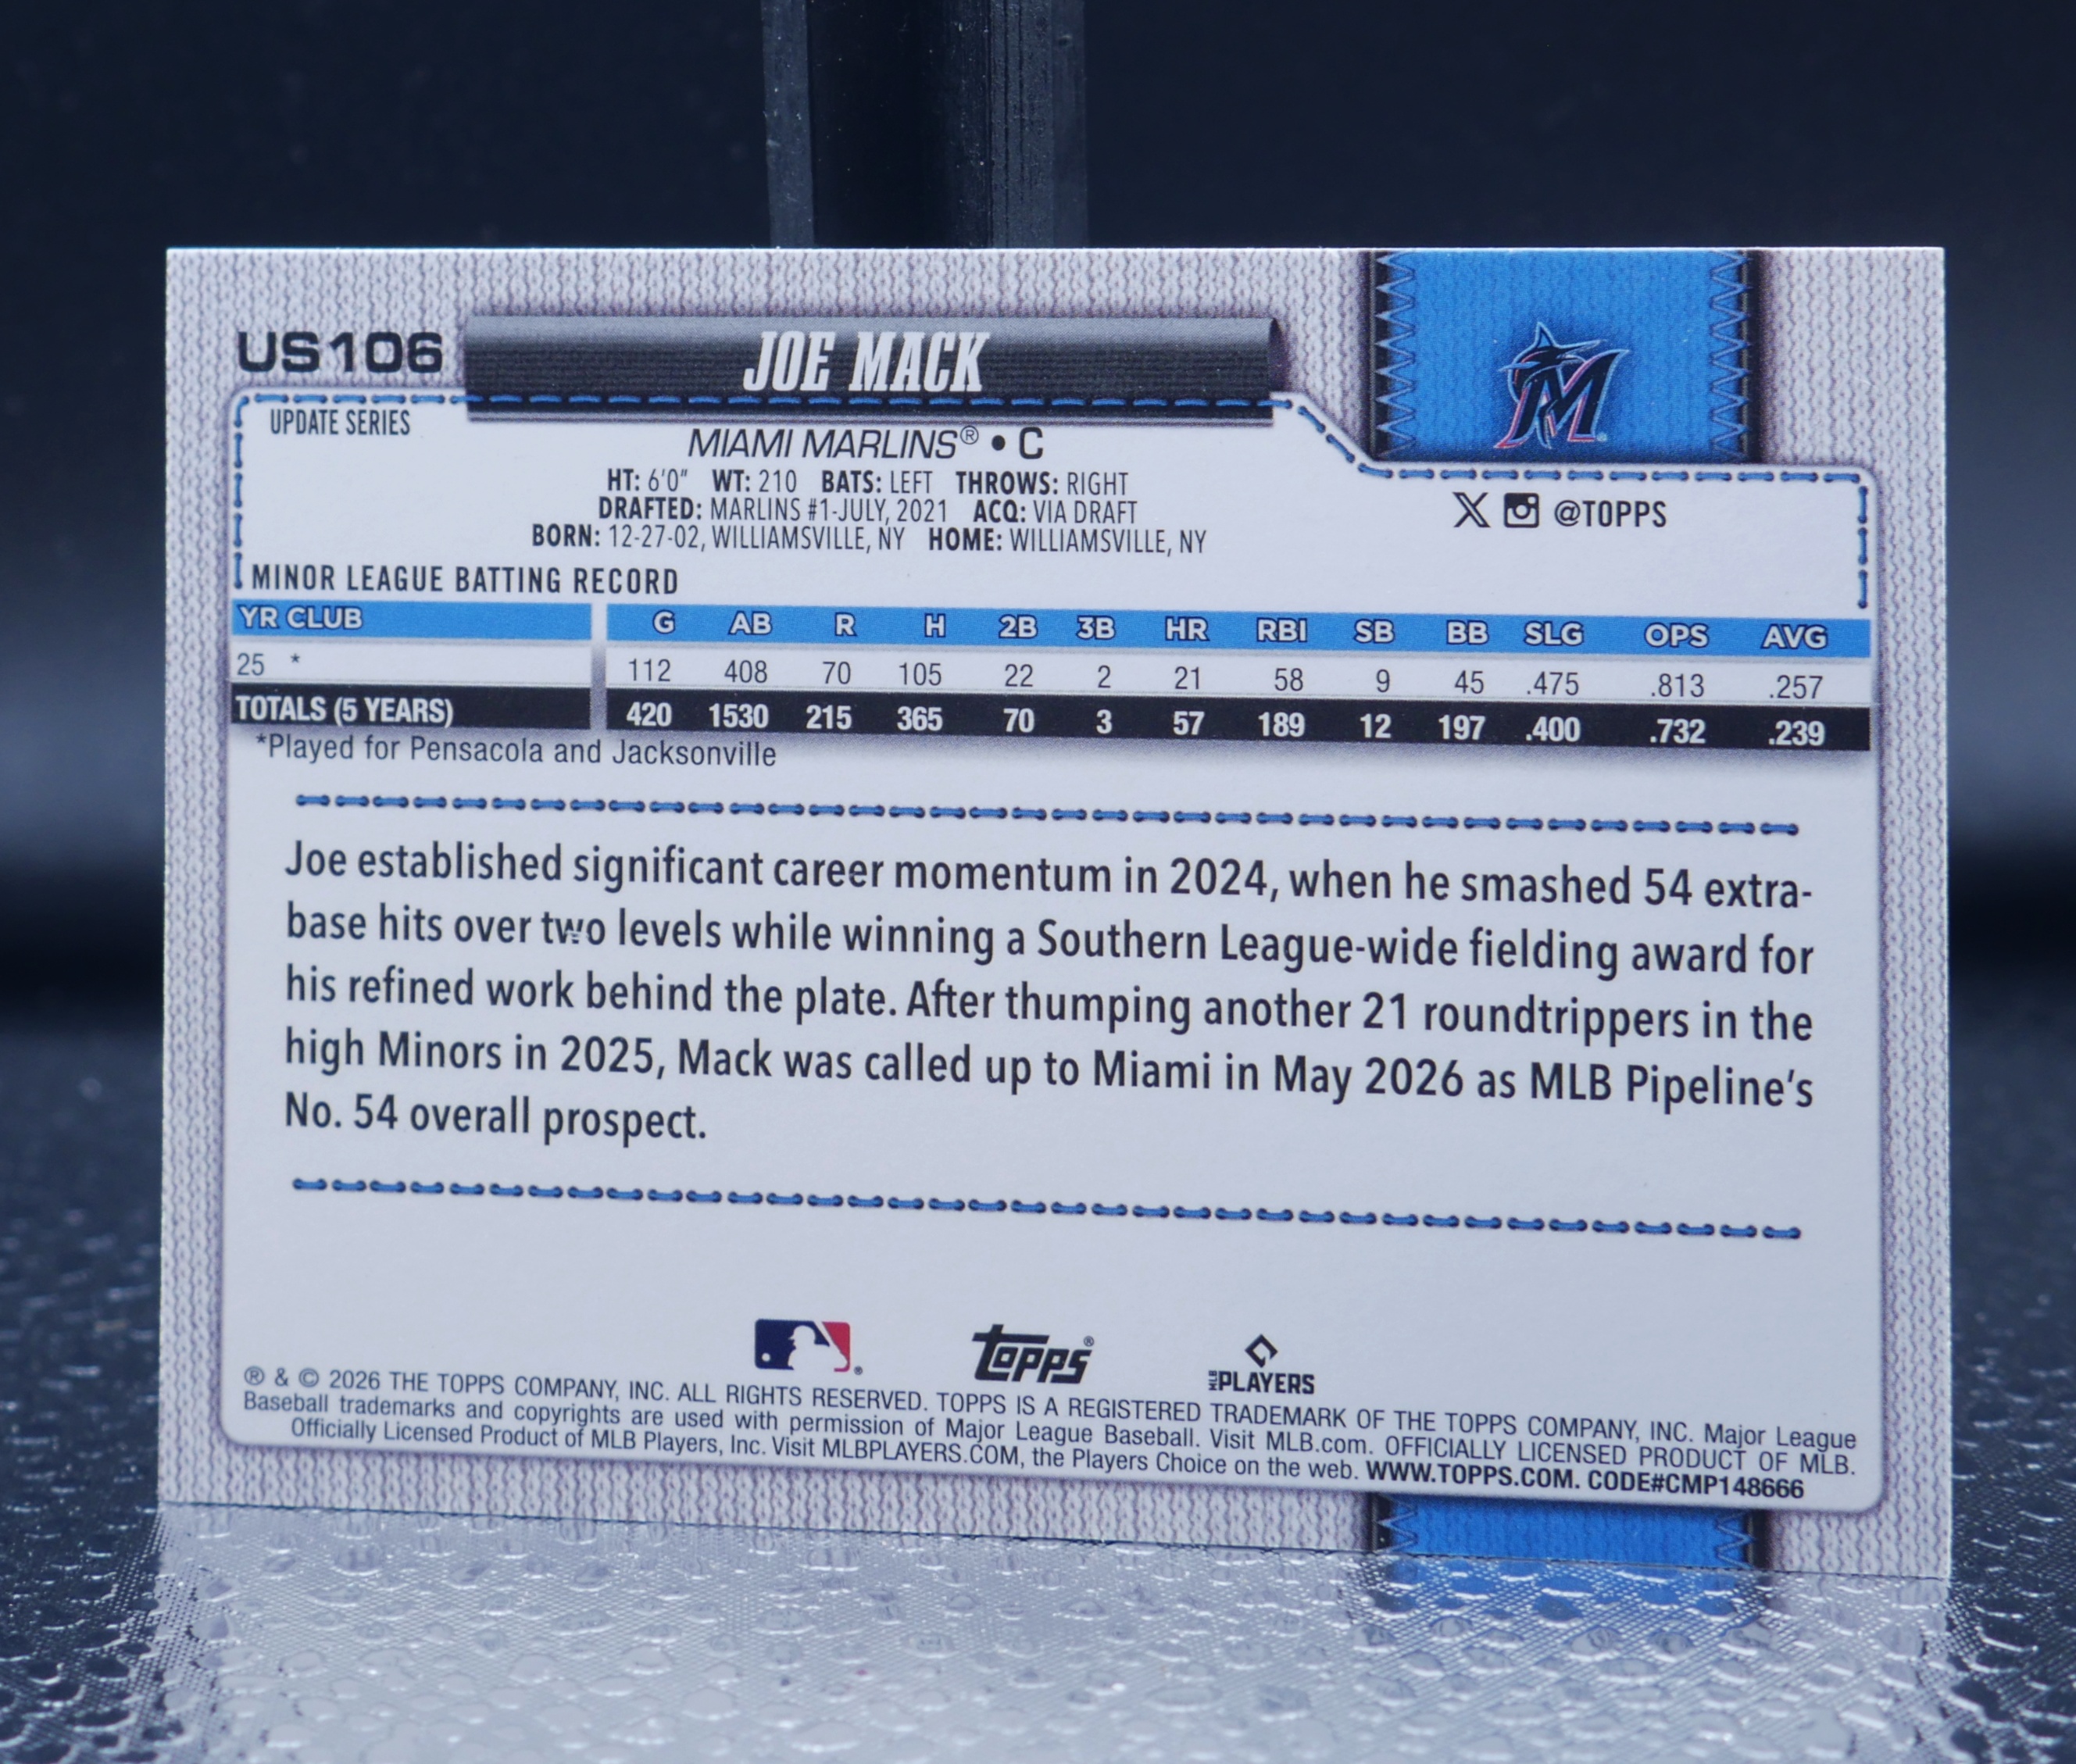 US106
JOE MACK
UPDATE SERIES
MIAMI MARLINS® • C
HT: 6'0" WT: 210 BATS: LEFT THROWS: RIGHT
DRAFTED: MARLINS #1-JULY, 2021 ACQ: VIA DRAFT
BORN: 12-27-02, WILLIAMSVILLE, NY HOME: WILLIAMSVILLE, NY
@TOPPS
MINOR LEAGUE BATTING RECORD
YR CLUB G AB R H 2B 3B HR RBI SB BB SLG OPS AVG
25 * 112 408 70 105 22 2 21 58 9 45 .475 .813 .257
TOTALS (5 YEARS) 420 1530 215 365 70 3 57 189 12 197 .400 .732 .239
*Played for Pensacola and Jacksonville
Joe established significant career momentum in 2024, when he smashed 54 extra-
base hits over two levels while winning a Southern League-wide fielding award for
his refined work behind the plate. After thumping another 21 roundtrippers in the
high Minors in 2025, Mack was called up to Miami in May 2026 as MLB Pipeline's
No. 54 overall prospect.
Topps®
MLB PLAYERS
® & © 2026 THE TOPPS COMPANY, INC. ALL RIGHTS RESERVED. TOPPS IS A REGISTERED TRADEMARK OF THE TOPPS COMPANY, INC. Major League
Baseball trademarks and copyrights are used with permission of Major League Baseball. Visit MLB.com. OFFICIALLY LICENSED PRODUCT OF MLB.
Officially Licensed Product of MLB Players, Inc. Visit MLBPLAYERS.COM, the Players Choice on the web. WWW.TOPPS.COM. CODE#CMP148666